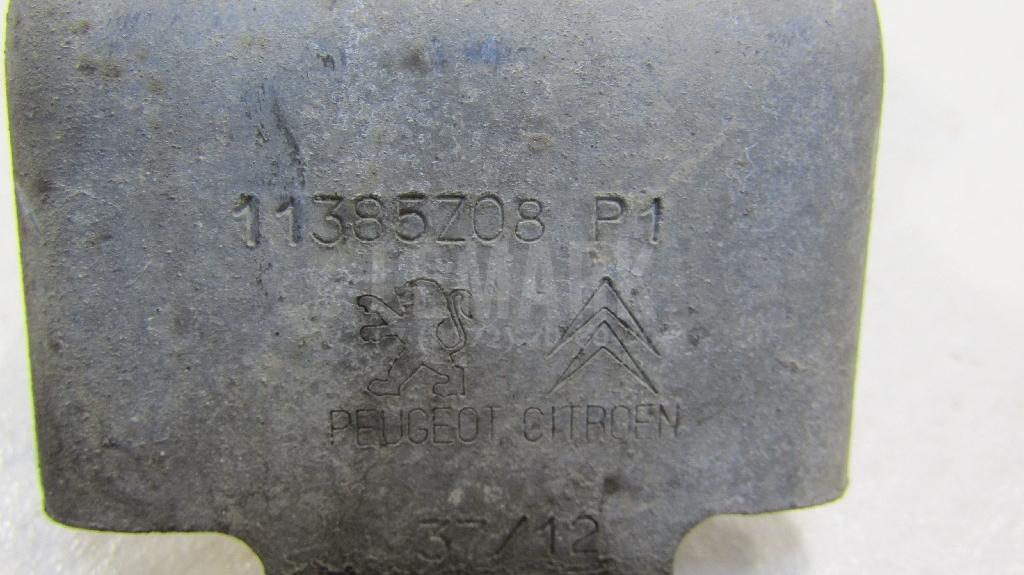 11385Z08 P1
PEUGEOT CITROEN
37/12